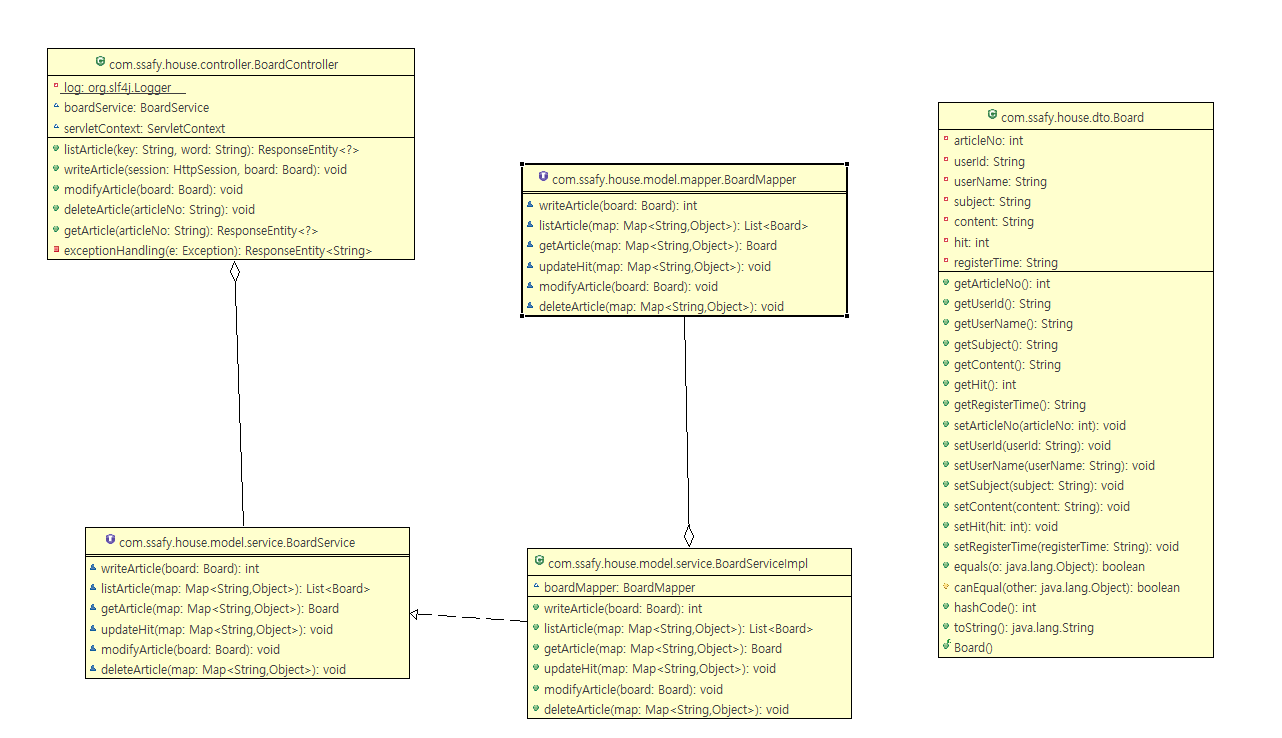 com.ssafy.house.controller.BoardController
log: org.slf4j.Logger
boardService: BoardService
servletContext: ServletContext
listArticle(key: String, word: String): ResponseEntity<?>
writeArticle(session: HttpSession, board: Board): void
modifyArticle(board: Board): void
deleteArticle(articleNo: String): void
getArticle(articleNo: String): ResponseEntity<?>
exceptionHandling(e: Exception): ResponseEntity<String>
com.ssafy.house.model.mapper.BoardMapper
writeArticle(board: Board): int
listArticle(map: Map<String,Object>): List<Board>
getArticle(map: Map<String,Object>): Board
updateHit(map: Map<String,Object>): void
modifyArticle(board: Board): void
deleteArticle(map: Map<String,Object>): void
com.ssafy.house.dto.Board
articleNo: int
userId: String
userName: String
subject: String
content: String
hit: int
registerTime: String
getArticleNo(): int
getUserId(): String
getUserName(): String
getSubject(): String
getContent(): String
getHit(): int
getRegisterTime(): String
setArticleNo(articleNo: int): void
setUserId(userId: String): void
setUserName(userName: String): void
setSubject(subject: String): void
setContent(content: String): void
setHit(hit: int): void
setRegisterTime(registerTime: String): void
equals(o: java.lang.Object): boolean
canEqual(other: java.lang.Object): boolean
hashCode(): int
toString(): java.lang.String
Board()
com.ssafy.house.model.service.BoardService
writeArticle(board: Board): int
listArticle(map: Map<String,Object>): List<Board>
getArticle(map: Map<String,Object>): Board
updateHit(map: Map<String,Object>): void
modifyArticle(board: Board): void
deleteArticle(map: Map<String,Object>): void
com.ssafy.house.model.service.BoardServiceImpl
boardMapper: BoardMapper
writeArticle(board: Board): int
listArticle(map: Map<String,Object>): List<Board>
getArticle(map: Map<String,Object>): Board
updateHit(map: Map<String,Object>): void
modifyArticle(board: Board): void
deleteArticle(map: Map<String,Object>): void